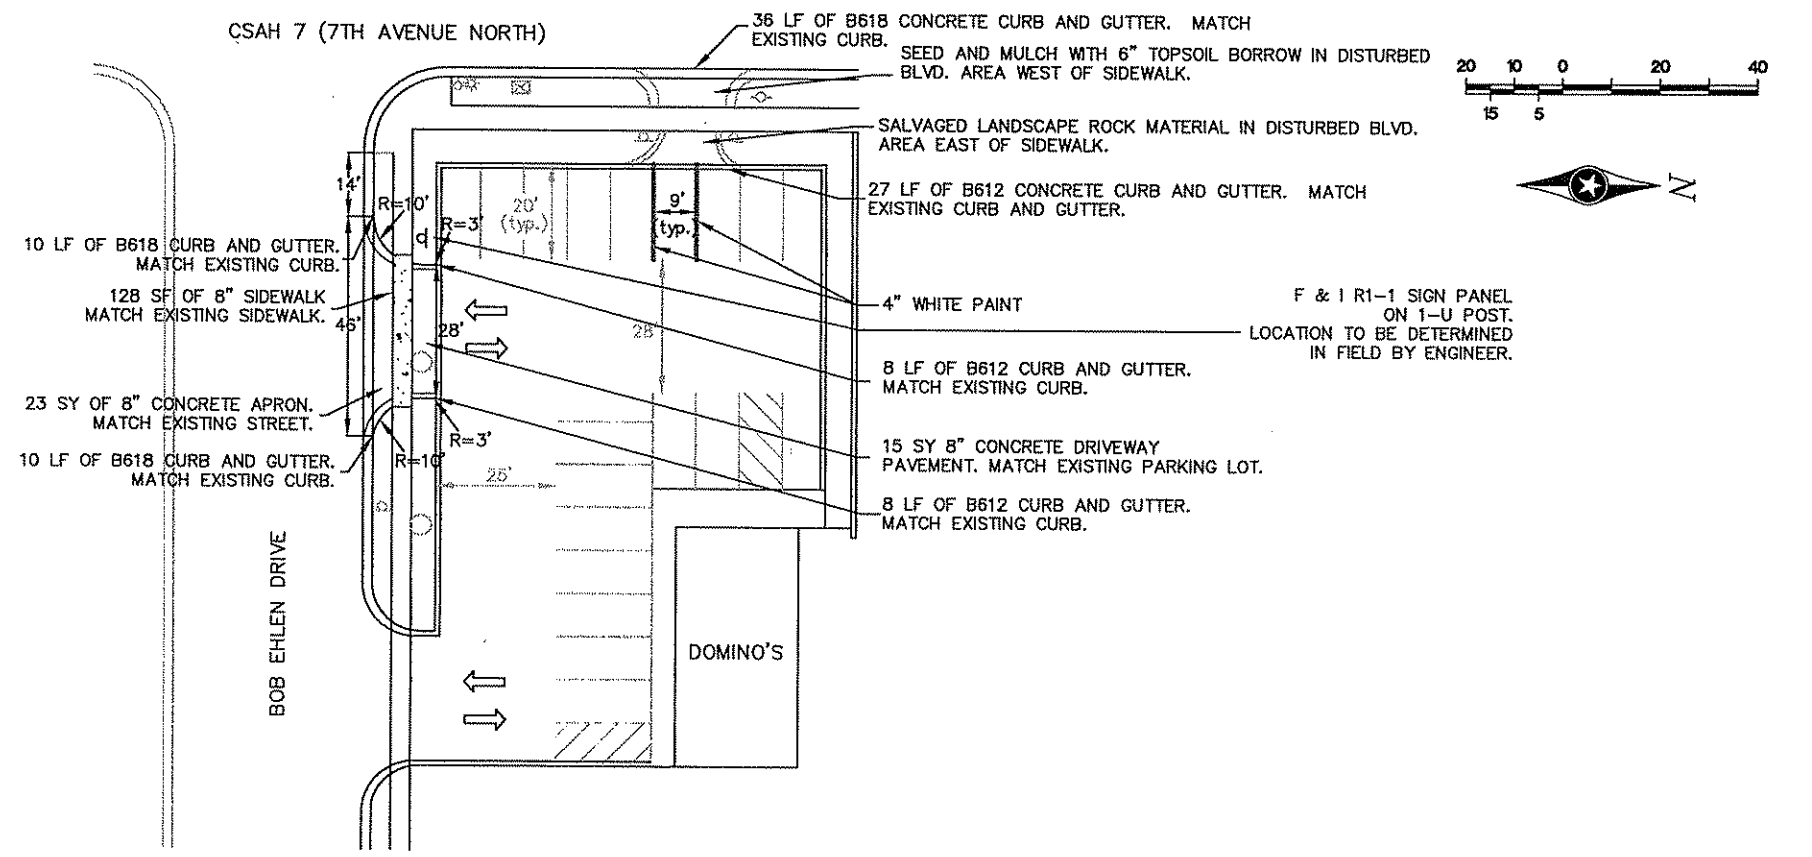 CSAH 7 (7TH AVENUE NORTH)
36 LF OF B618 CONCRETE CURB AND GUTTER. MATCH
EXISTING CURB.
SEED AND MULCH WITH 6" TOPSOIL BORROW IN DISTURBED
BLVD. AREA WEST OF SIDEWALK.
20 10 0 20 40
15 5
SALVAGED LANDSCAPE ROCK MATERIAL IN DISTURBED BLVD.
AREA EAST OF SIDEWALK.
27 LF OF B612 CONCRETE CURB AND GUTTER. MATCH
EXISTING CURB AND GUTTER.
N
14'
R=10'
R=3'
20'
(typ.)
9'
(typ.)
10 LF OF B618 CURB AND GUTTER.
MATCH EXISTING CURB.
128 SF OF 8" SIDEWALK
MATCH EXISTING SIDEWALK.
46'
28'
28'
4" WHITE PAINT
F & I R1-1 SIGN PANEL
ON 1-U POST.
LOCATION TO BE DETERMINED
IN FIELD BY ENGINEER.
8 LF OF B612 CURB AND GUTTER.
MATCH EXISTING CURB.
23 SY OF 8" CONCRETE APRON.
MATCH EXISTING STREET.
R=3'
15 SY 8" CONCRETE DRIVEWAY
PAVEMENT. MATCH EXISTING PARKING LOT.
10 LF OF B618 CURB AND GUTTER.
MATCH EXISTING CURB.
R=10'
25'
8 LF OF B612 CURB AND GUTTER.
MATCH EXISTING CURB.
BOB EHLEN DRIVE
DOMINO'S